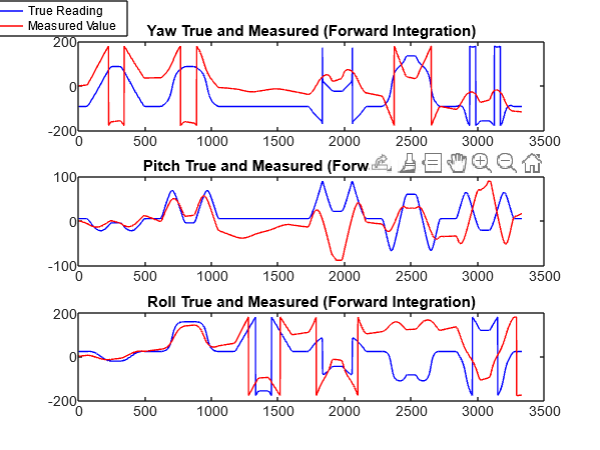 True Reading
Measured Value
Yaw True and Measured (Forward Integration)
200
0
-200
0 500 1000 1500 2000 2500 3000 3500
Pitch True and Measured (Forw
100
0
-100
0 500 1000 1500 2000 2500 3000 3500
Roll True and Measured (Forward Integration)
200
0
-200
0 500 1000 1500 2000 2500 3000 3500